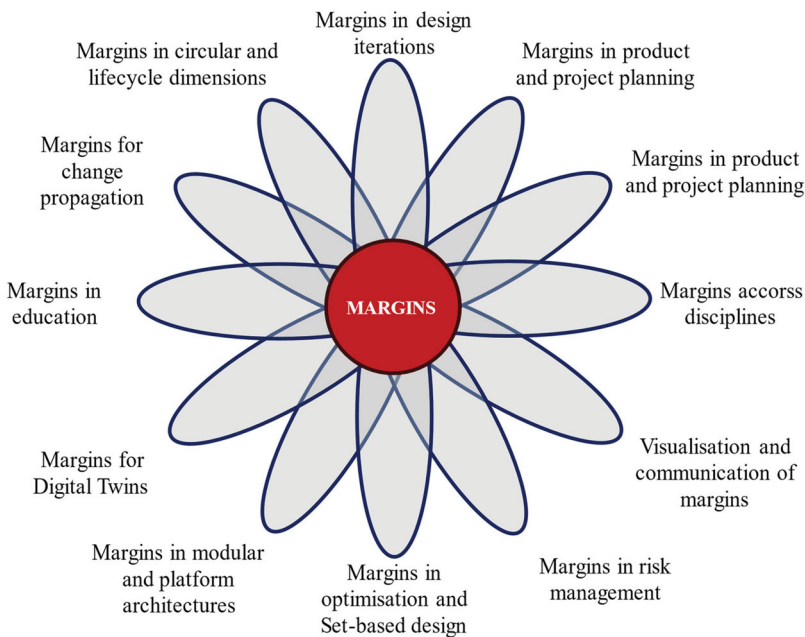 Margins in design
iterations
Margins in product
and project planning
Margins in product
and project planning
Margins accorss
disciplines
Visualisation and
communication of
margins
Margins in risk
management
Margins in
optimisation and
Set-based design
Margins in modular
and platform
architectures
Margins for
Digital Twins
Margins in
education
Margins for
change propagation
Margins in circular and
lifecycle dimensions
MARGINS